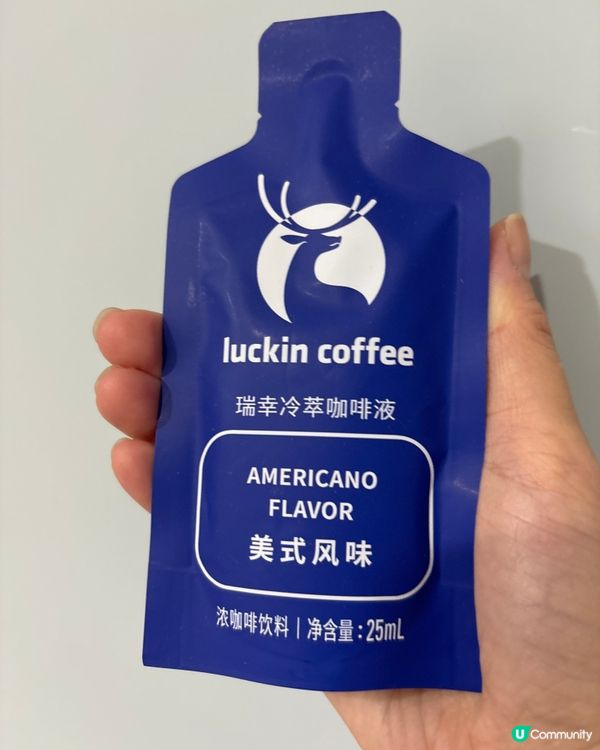 luckin coffee
瑞幸冷萃咖啡液
AMERICANO
FLAVOR
美式风味
浓咖啡饮料 | 净含量:25mL
U Community